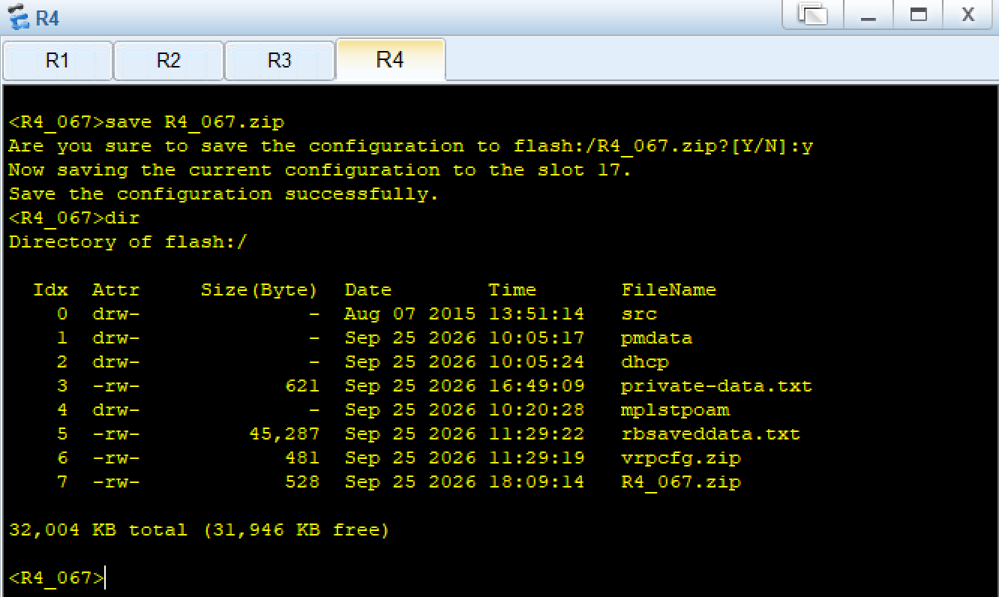 R4
R1 R2 R3 R4
<R4_067>save R4_067.zip
Are you sure to save the configuration to flash:/R4_067.zip?[Y/N]:y
Now saving the current configuration to the slot 17.
Save the configuration successfully.
<R4_067>dir
Directory of flash:/
Idx Attr Size(Byte) Date Time FileName
0 drw- - Aug 07 2015 13:51:14 src
1 drw- - Sep 25 2026 10:05:17 pmdata
2 drw- - Sep 25 2026 10:05:24 dhcp
3 -rw- 621 Sep 25 2026 16:49:09 private-data.txt
4 drw- - Sep 25 2026 10:20:28 mplstpoam
5 -rw- 45,287 Sep 25 2026 11:29:22 rbsaveddata.txt
6 -rw- 481 Sep 25 2026 11:29:19 vrpcfg.zip
7 -rw- 528 Sep 25 2026 18:09:14 R4_067.zip
32,004 KB total (31,946 KB free)
<R4_067>